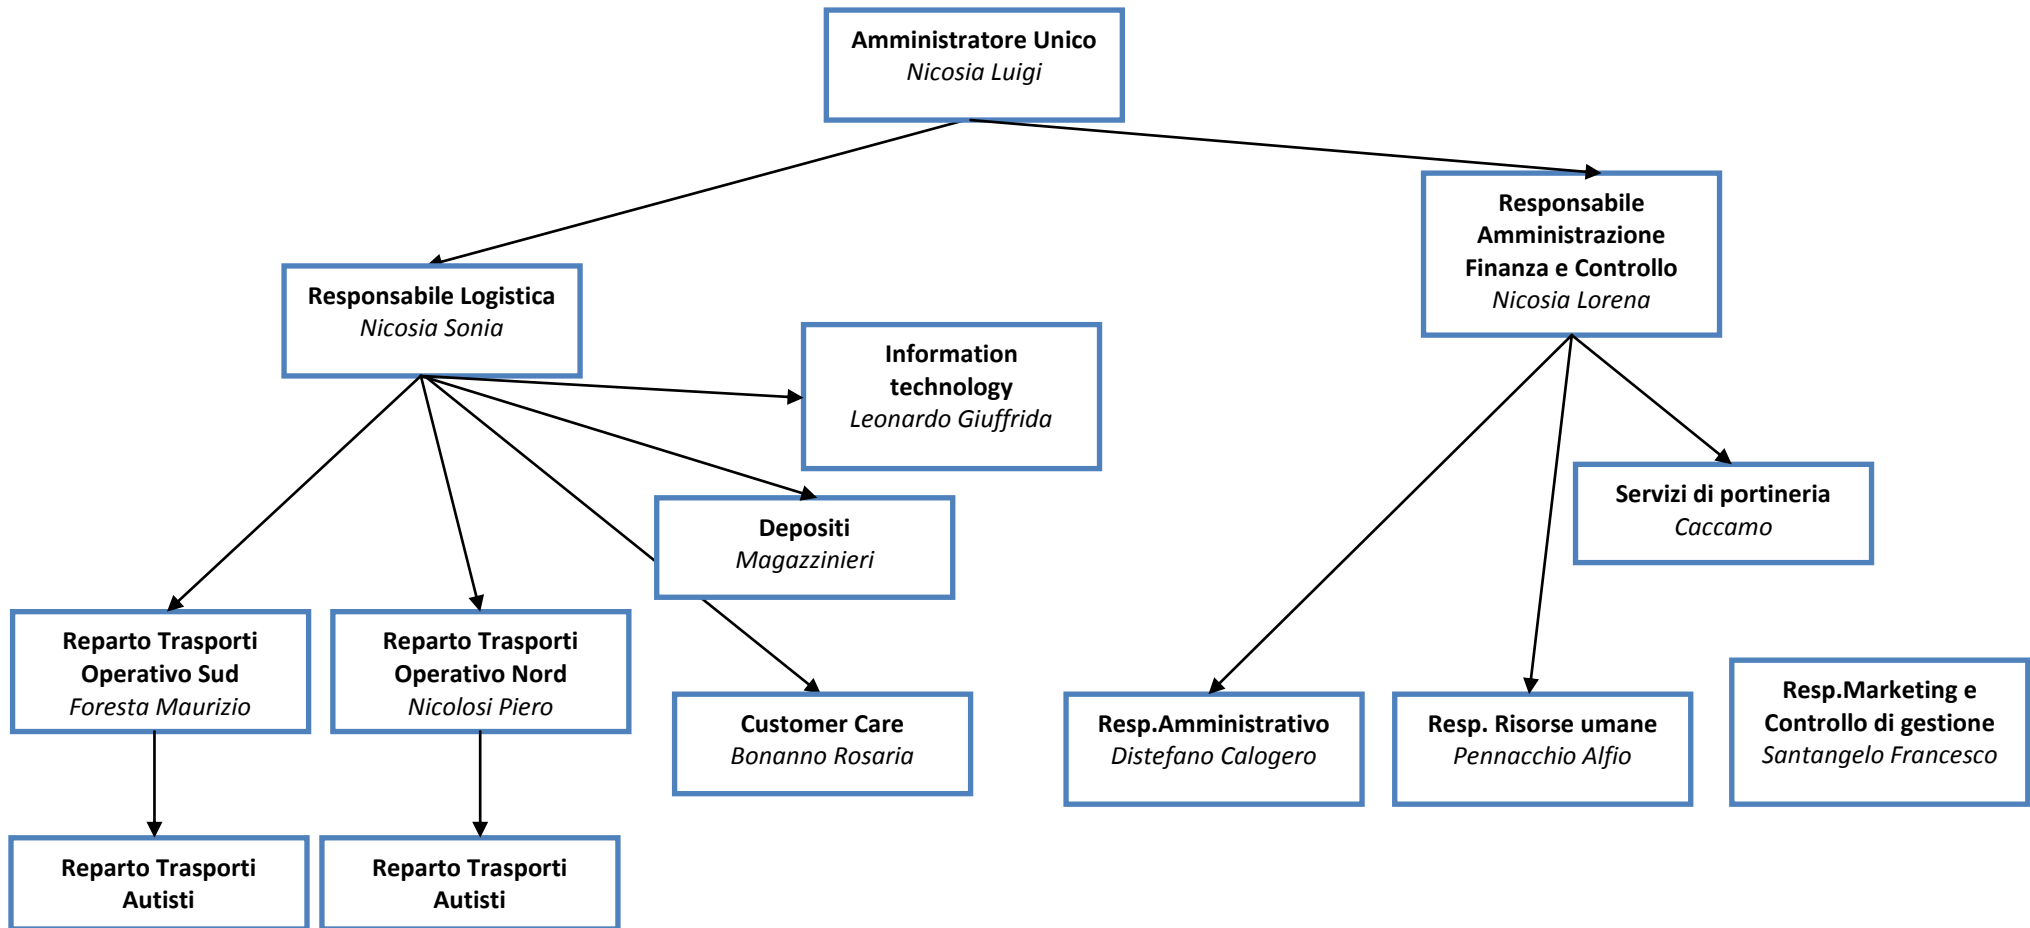 Amministratore Unico
Nicosia Luigi
Responsabile
Amministrazione
Finanza e Controllo
Nicosia Lorena
Responsabile Logistica
Nicosia Sonia
Information
technology
Leonardo Giuffrida
Servizi di portineria
Caccamo
Depositi
Magazzinieri
Reparto Trasporti
Operativo Sud
Foresta Maurizio
Reparto Trasporti
Operativo Nord
Nicolosi Piero
Customer Care
Bonanno Rosaria
Resp.Amministrativo
Distefano Calogero
Resp. Risorse umane
Pennacchio Alfio
Resp.Marketing e
Controllo di gestione
Santangelo Francesco
Reparto Trasporti
Autisti
Reparto Trasporti
Autisti